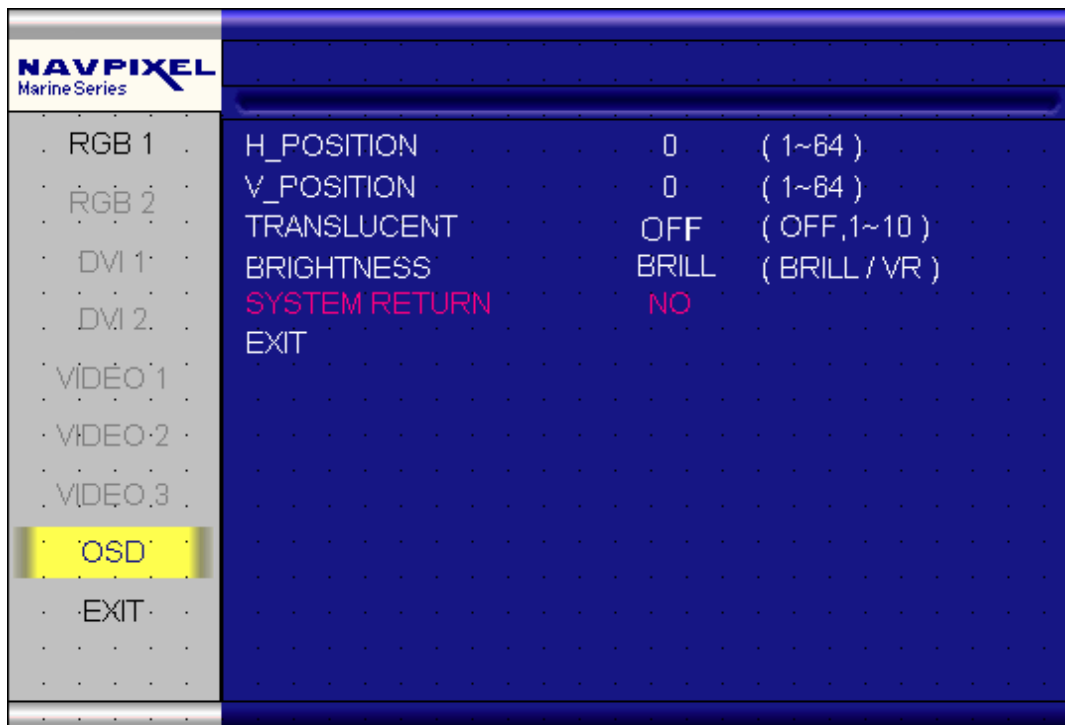 NAVPIXEL
Marine Series
RGB 1
RGB 2
DVI 1
DVI 2
VIDEO 1
VIDEO 2
VIDEO 3
OSD
EXIT
H_POSITION 0 ( 1~64 )
V_POSITION 0 ( 1~64 )
TRANSLUCENT OFF ( OFF,1~10 )
BRIGHTNESS BRILL ( BRILL / VR )
SYSTEM RETURN NO
EXIT